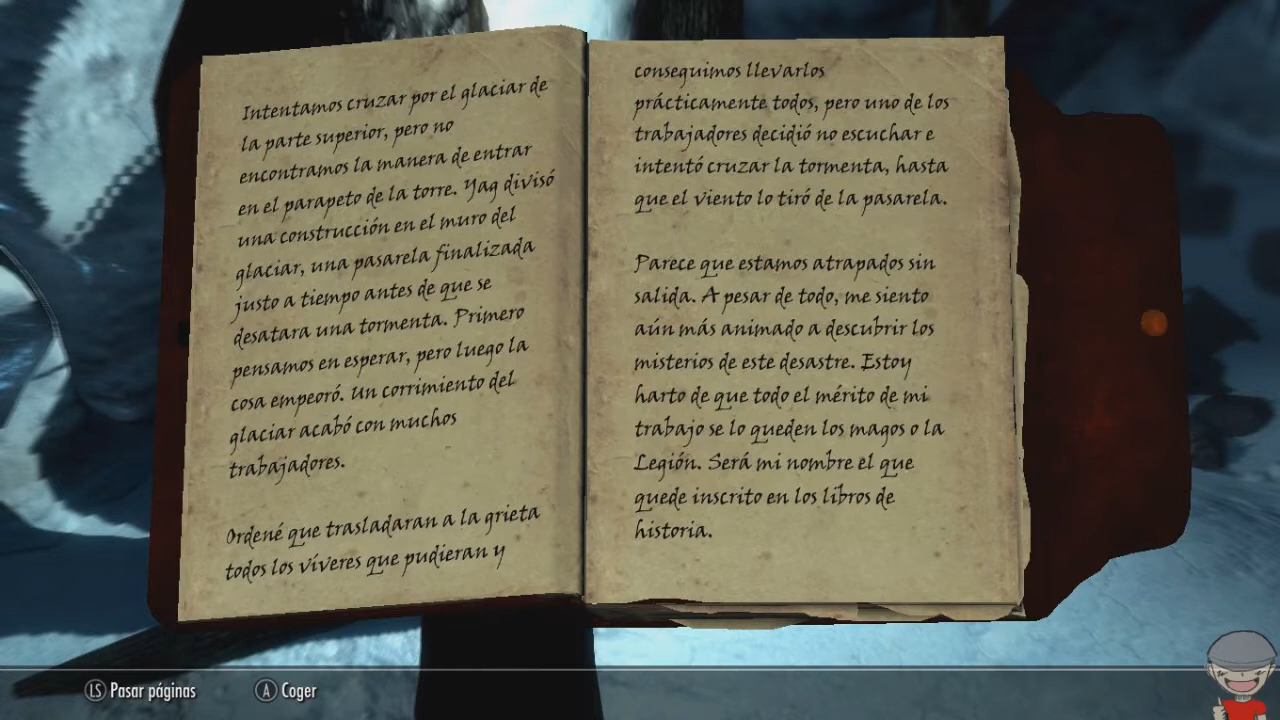 Intentamos cruzar por el glaciar de
la parte superior, pero no
encontramos la manera de entrar
en el parapeto de la torre. Yag divisó
una construcción en el muro del
glaciar, una pasarela finalizada
justo a tiempo antes de que se
desatara una tormenta. Primero
pensamos en esperar, pero luego la
cosa empeoró. Un corrimiento del
glaciar acabó con muchos
trabajadores.
Ordené que trasladaran a la grieta
todos los víveres que pudieran y
conseguimos llevarlos
prácticamente todos, pero uno de los
trabajadores decidió no escuchar e
intentó cruzar la tormenta, hasta
que el viento lo tiró de la pasarela.
Parece que estamos atrapados sin
salida. A pesar de todo, me siento
aún más animado a descubrir los
misterios de este desastre. Estoy
harto de que todo el mérito de mi
trabajo se lo queden los magos o la
Legión. Será mi nombre el que
quede inscrito en los libros de
historia.
LS Pasar páginas
A Coger